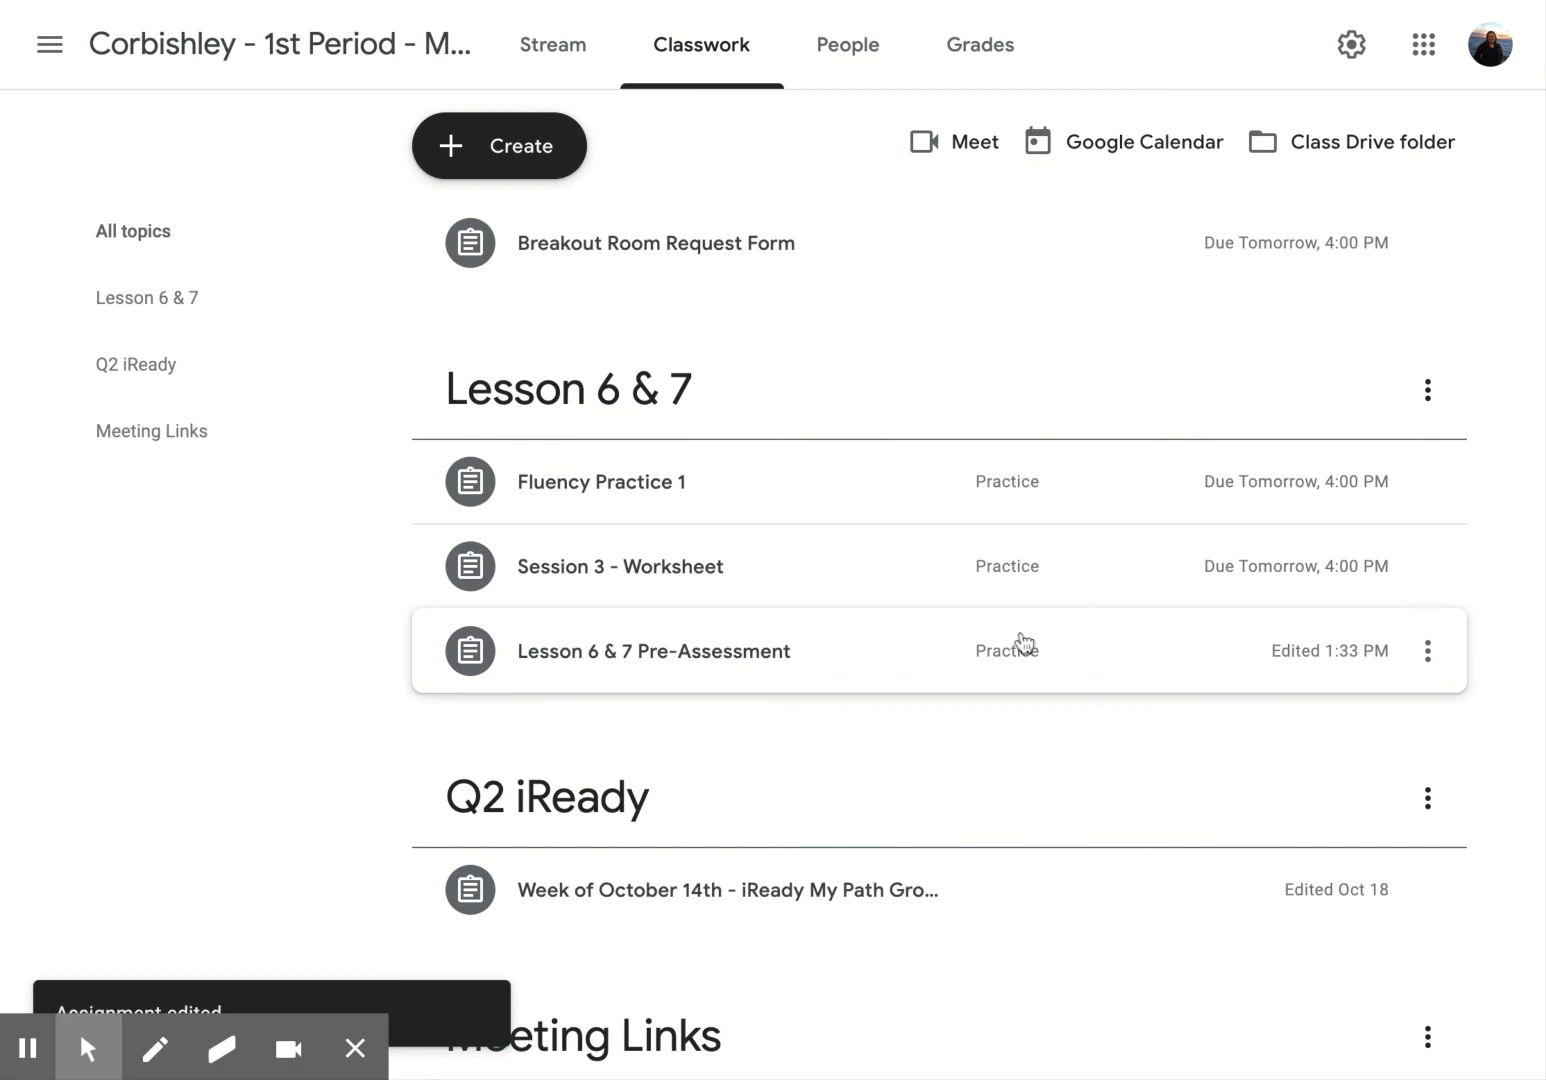 Corbishley - 1st Period - M...
Stream
Classwork
People
Grades
Create
Meet
Google Calendar
Class Drive folder
All topics
Lesson 6 & 7
Q2 iReady
Meeting Links
Breakout Room Request Form
Due Tomorrow, 4:00 PM
Lesson 6 & 7
Fluency Practice 1
Practice
Due Tomorrow, 4:00 PM
Session 3 - Worksheet
Practice
Due Tomorrow, 4:00 PM
Lesson 6 & 7 Pre-Assessment
Practice
Edited 1:33 PM
Q2 iReady
Week of October 14th - iReady My Path Gro...
Edited Oct 18
Assignment edited
Meeting Links